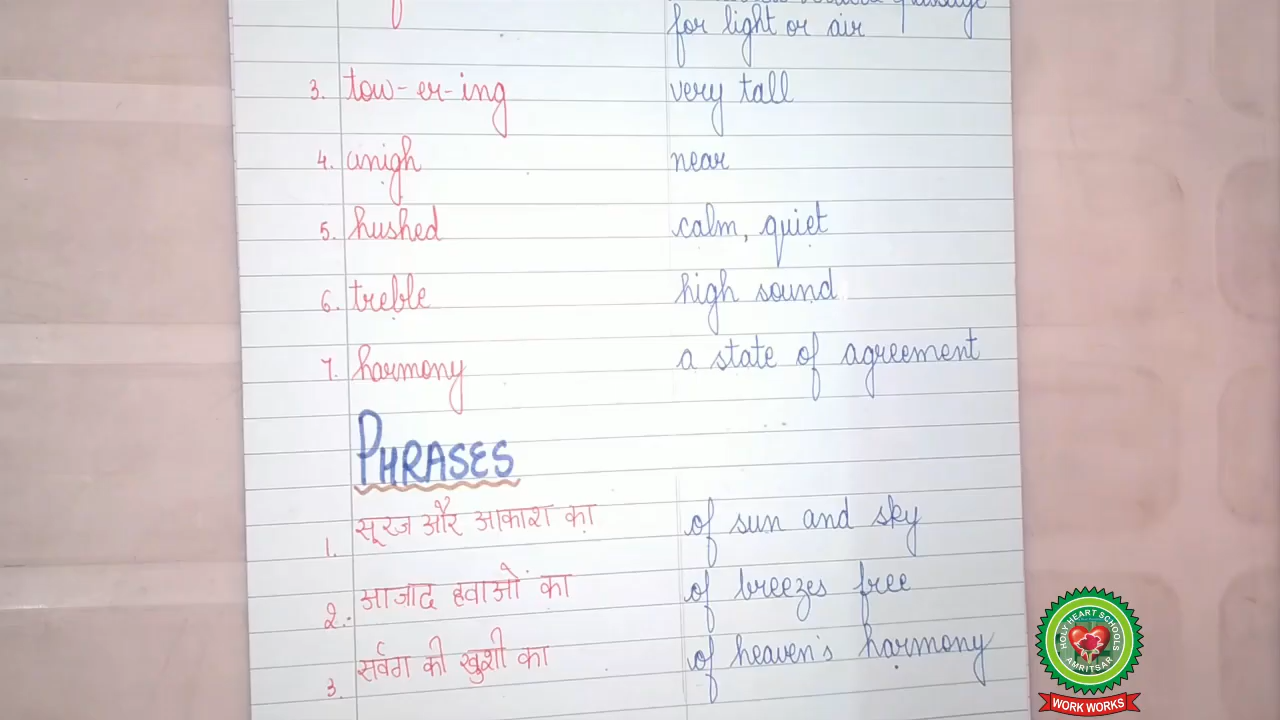 for light or air
3. tow-er-ing very tall
4. anigh near
5. hushed calm, quiet
6. treble high sound
7. harmony a state of agreement
PHRASES
1. सूरज और आकाश का of sun and sky
2. आजाद हवाओं का of breezes free
3. सर्वग की खुशी का of heaven's harmony
HOLY HEART SCHOOLS
AMRITSAR
WORK WORKS